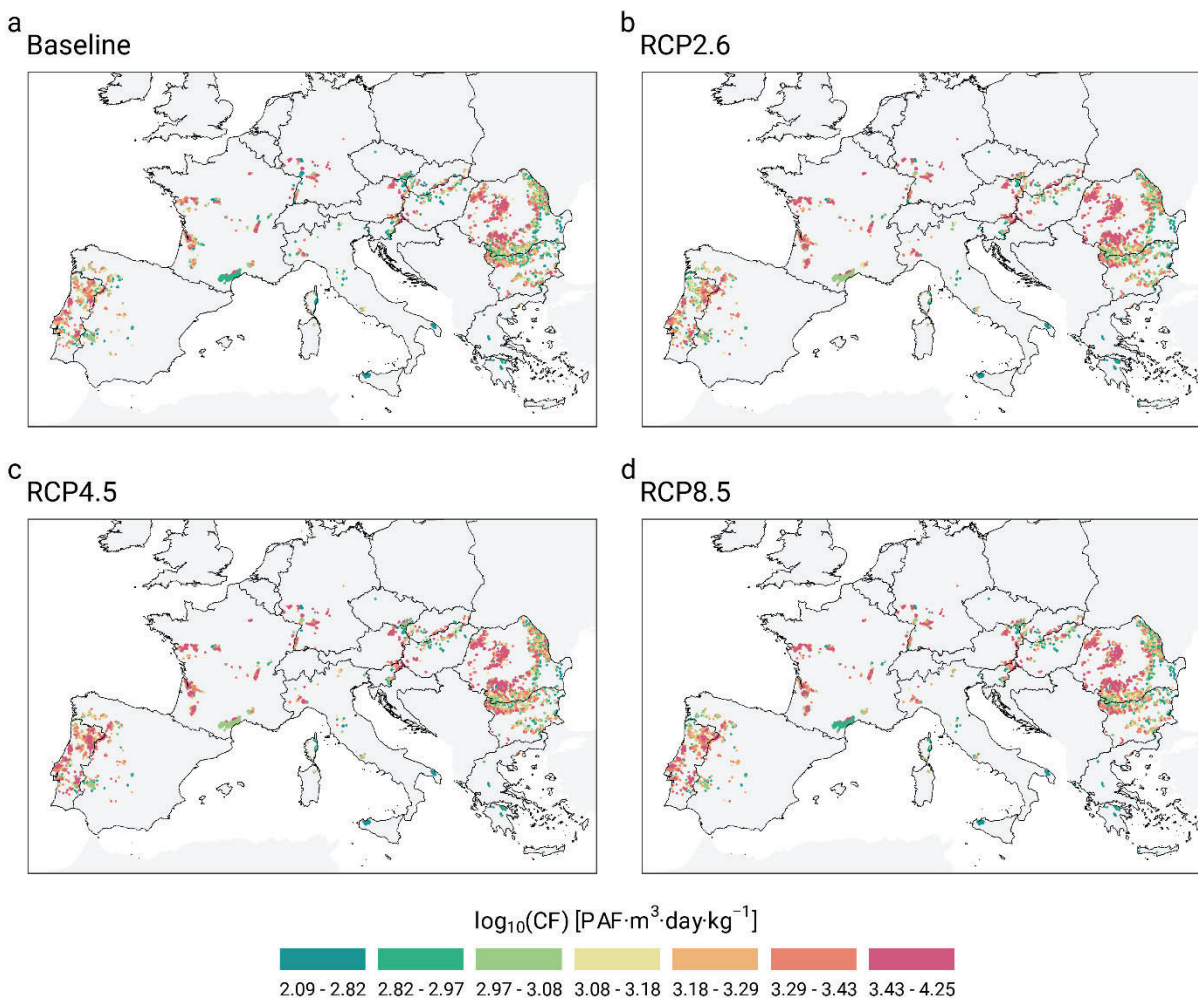 a
Baseline
b
RCP2.6
c
RCP4.5
d
RCP8.5
log₁₀(CF) [PAF·m³·day·kg⁻¹]
2.09 - 2.82 2.82 - 2.97 2.97 - 3.08 3.08 - 3.18 3.18 - 3.29 3.29 - 3.43 3.43 - 4.25